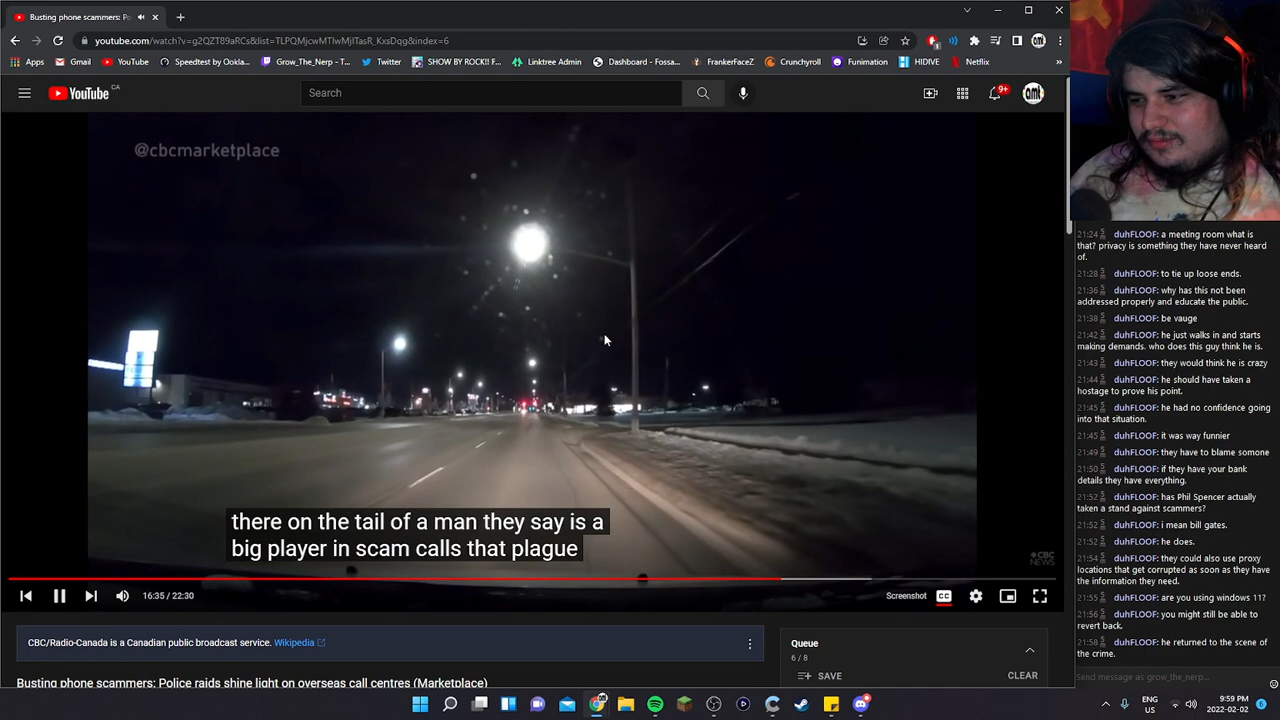 Busting phone scammers: Po
youtube.com/watch?v=g2QZT89aRCs&list=TLPQMjcwMTIwMjITasR_KxsDqg&index=6
Apps Gmail YouTube Speedtest by Ookla... Grow_The_Nerp - T... Twitter SHOW BY ROCK!! F... Linktree Admin Dashboard - Fossa... FrankerFaceZ Crunchyroll Funimation HIDIVE Netflix »
YouTube CA
Search
9+
@cbcmarketplace
there on the tail of a man they say is a
big player in scam calls that plague
CBC
NEWS
16:35 / 22:30
Screenshot
CC
CBC/Radio-Canada is a Canadian public broadcast service. Wikipedia
Queue
6 / 8
SAVE
CLEAR
Busting phone scammers: Police raids shine light on overseas call centres (Marketplace)
21:24 duhFLOOF: a meeting room what is
that? privacy is something they have never heard
of.
21:28 duhFLOOF: to tie up loose ends.
21:36 duhFLOOF: why has this not been
addressed properly and educate the public.
21:38 duhFLOOF: be vauge
21:42 duhFLOOF: he just walks in and starts
making demands. who does this guy think he is.
21:43 duhFLOOF: they would think he is crazy
21:44 duhFLOOF: he should have taken a
hostage to prove his point.
21:45 duhFLOOF: he had no confidence going
into that situation.
21:45 duhFLOOF: it was way funnier
21:49 duhFLOOF: they have to blame somone
21:50 duhFLOOF: if they have your bank
details they have everything.
21:52 duhFLOOF: has Phil Spencer actually
taken a stand against scammers?
21:52 duhFLOOF: i mean bill gates.
21:52 duhFLOOF: he does.
21:54 duhFLOOF: they could also use proxy
locations that get corrupted as soon as they have
the information they need.
21:55 duhFLOOF: are you using windows 11?
21:56 duhFLOOF: you might still be able to
revert back.
21:58 duhFLOOF: he returned to the scene of
the crime.
Send message as grow_the_nerp...
ENG
US
9:59 PM
2022-02-02